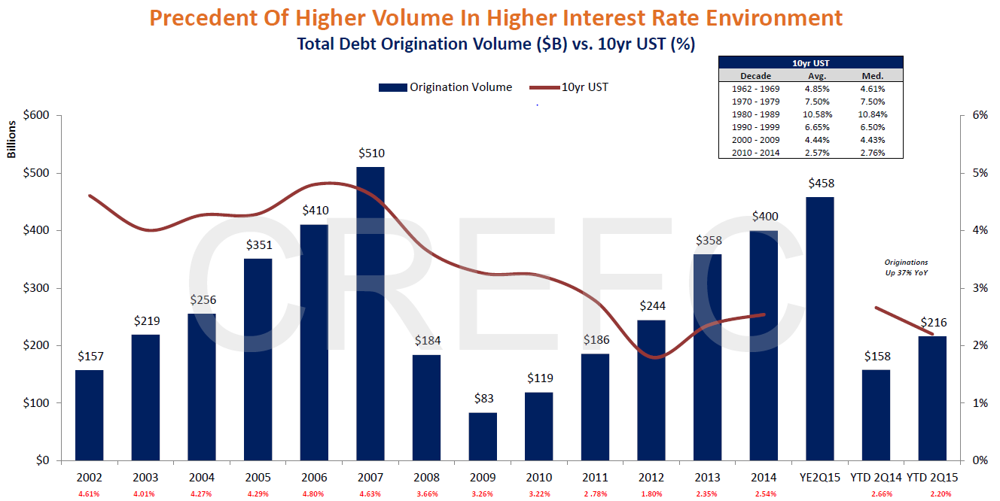 Precedent Of Higher Volume In Higher Interest Rate Environment
Total Debt Origination Volume ($B) vs. 10yr UST (%)
10yr UST
Decade Avg. Med.
1962 - 1969 4.85% 4.61%
1970 - 1979 7.50% 7.50%
1980 - 1989 10.58% 10.84%
1990 - 1999 6.65% 6.50%
2000 - 2009 4.44% 4.43%
2010 - 2014 2.57% 2.76%
Origination Volume 10yr UST
Billions
$600
$500
$400
$300
$200
$100
$0
6%
5%
4%
3%
2%
1%
0%
$157
$219
$256
$351
$410
$510
$184
$83
$119
$186
$244
$358
$400
$458
$158
$216
Originations
Up 37% YoY
CREFC
2002 2003 2004 2005 2006 2007 2008 2009 2010 2011 2012 2013 2014 YE2Q15 YTD 2Q14 YTD 2Q15
4.61% 4.01% 4.27% 4.29% 4.80% 4.63% 3.66% 3.26% 3.22% 2.78% 1.80% 2.35% 2.54% 2.66% 2.20%